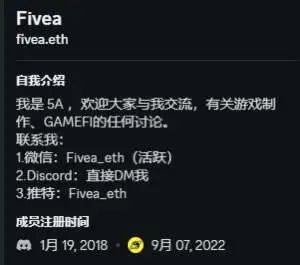 Fivea
fivea.eth
自我介绍
我是 5A ，欢迎大家与我交流，有关游戏制
作、GAMEFI的任何讨论。
联系我：
1.微信：Fivea_eth（活跃）
2.Discord：直接DM我
3.推特：Fivea_eth
成员注册时间
1月 19, 2018 • 9月 07, 2022